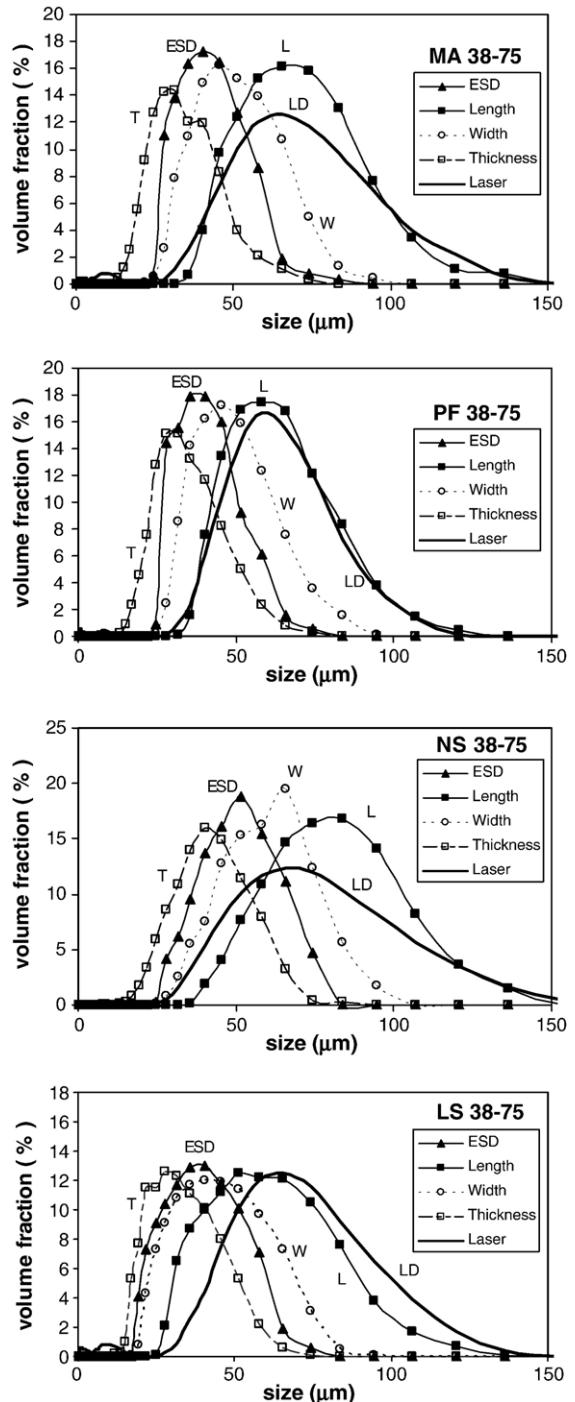 MA 38-75
volume fraction ( % )
18
16
14
12
10
8
6
4
2
0
ESD
L
T
LD
W
ESD
Length
Width
Thickness
Laser
0
50
100
150
size (μm)
PF 38-75
volume fraction ( % )
20
18
16
14
12
10
8
6
4
2
0
ESD
L
T
W
LD
ESD
Length
Width
Thickness
Laser
0
50
100
150
size (μm)
NS 38-75
volume fraction ( % )
25
20
15
10
5
0
ESD
W
L
T
LD
ESD
Length
Width
Thickness
Laser
0
50
100
150
size (μm)
LS 38-75
volume fraction ( % )
18
16
14
12
10
8
6
4
2
0
ESD
T
W
L
LD
ESD
Length
Width
Thickness
Laser
0
50
100
150
size (μm)